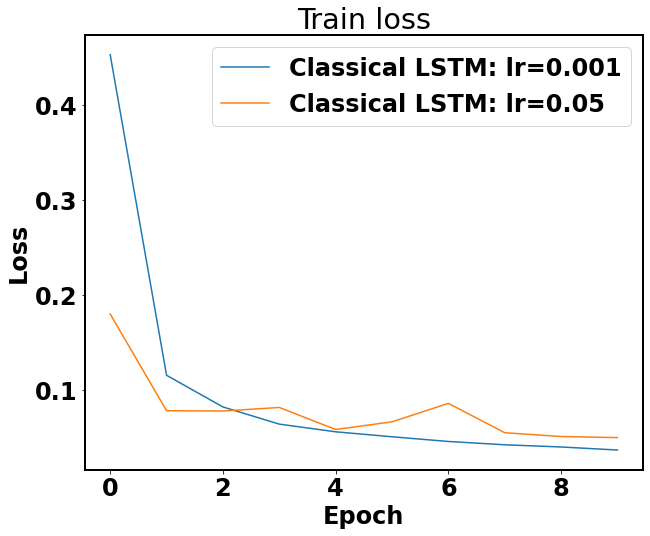 Train loss
Classical LSTM: lr=0.001
Classical LSTM: lr=0.05
Loss
0.4
0.3
0.2
0.1
0 2 4 6 8
Epoch